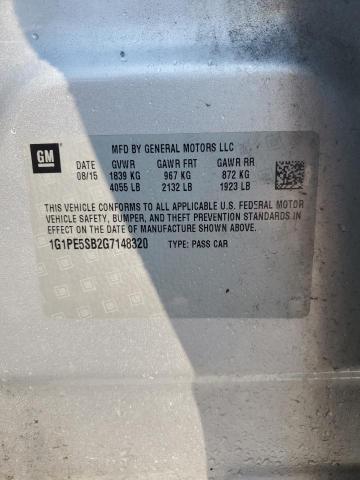 MFD BY GENERAL MOTORS LLC
GM
DATE GVWR GAWR FRT GAWR RR
08/15 1839 KG 967 KG 872 KG
4055 LB 2132 LB 1923 LB
THIS VEHICLE CONFORMS TO ALL APPLICABLE U.S. FEDERAL MOTOR
VEHICLE SAFETY, BUMPER, AND THEFT PREVENTION STANDARDS
IN EFFECT ON THE DATE OF MANUFACTURE SHOWN ABOVE.
1G1PE5SB2G7148320 TYPE: PASS CAR